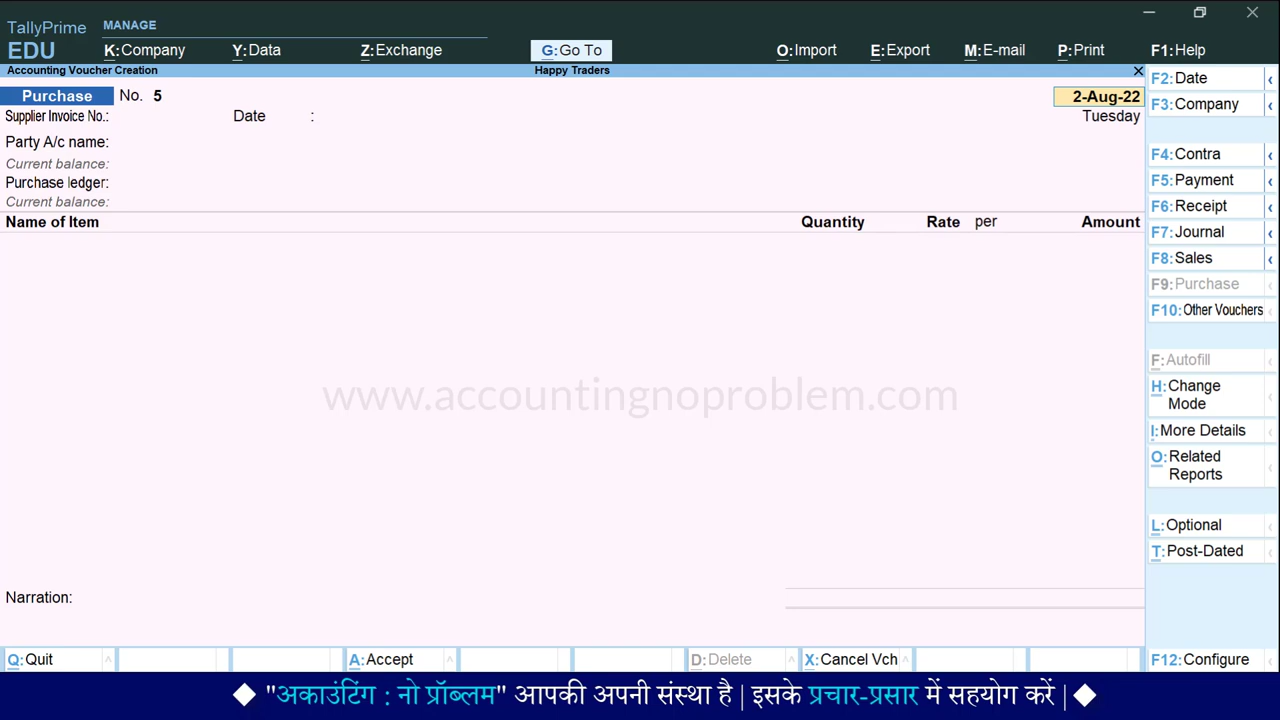 TallyPrime MANAGE
EDU K:Company Y:Data Z:Exchange G:Go To O:Import E:Export M:E-mail P:Print F1:Help
Accounting Voucher Creation Happy Traders
Purchase No. 5 2-Aug-22
Supplier Invoice No.: Date : Tuesday
Party A/c name:
Current balance:
Purchase ledger:
Current balance:
Name of Item Quantity Rate per Amount
www.accountingnoproblem.com
Narration:
F2:Date
F3:Company
F4:Contra
F5:Payment
F6:Receipt
F7:Journal
F8:Sales
F9:Purchase
F10:Other Vouchers
F:Autofill
H:Change
Mode
I:More Details
O:Related
Reports
L:Optional
T:Post-Dated
Q:Quit A:Accept D:Delete X:Cancel Vch F12:Configure
◆ "अकाउंटिंग : नो प्रॉब्लम" आपकी अपनी संस्था है | इसके प्रचार-प्रसार में सहयोग करें | ◆